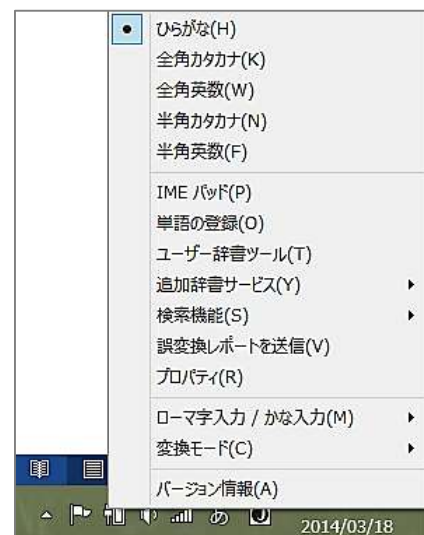 ひらがな(H)
全角カタカナ(K)
全角英数(W)
半角カタカナ(N)
半角英数(F)
IME パッド(P)
単語の登録(O)
ユーザー辞書ツール(T)
追加辞書サービス(Y)
検索機能(S)
誤変換レポートを送信(V)
プロパティ(R)
ローマ字入力 / かな入力(M)
変換モード(C)
バージョン情報(A)
あ
2014/03/18